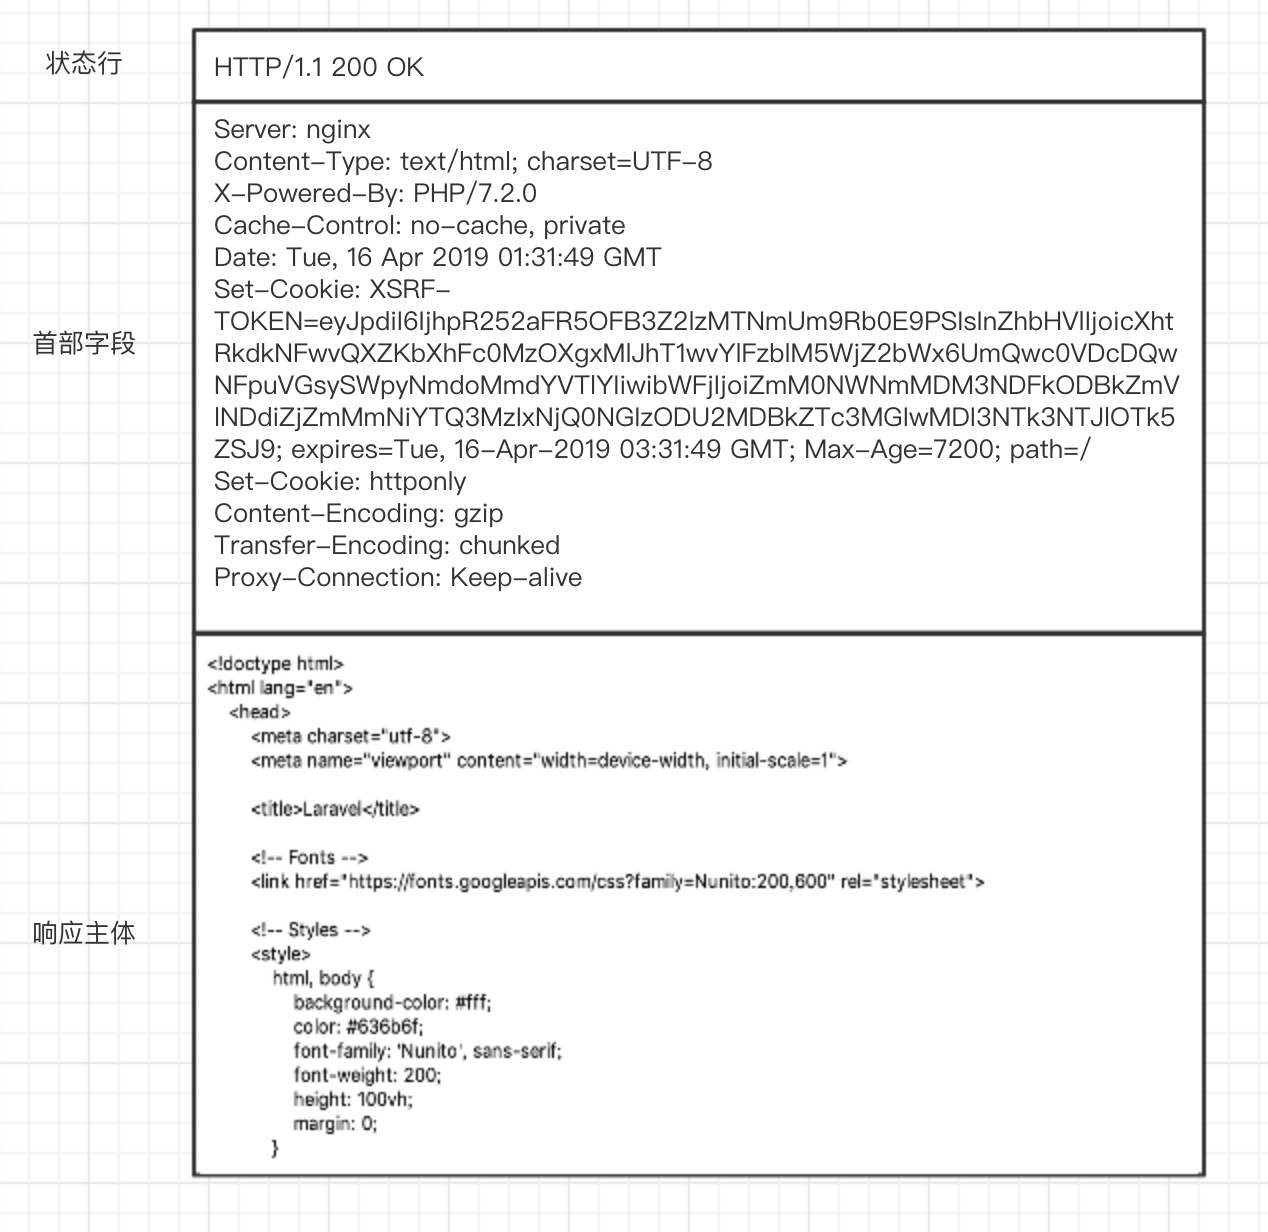 状态行
HTTP/1.1 200 OK
首部字段
Server: nginx
Content-Type: text/html; charset=UTF-8
X-Powered-By: PHP/7.2.0
Cache-Control: no-cache, private
Date: Tue, 16 Apr 2019 01:31:49 GMT
Set-Cookie: XSRF-
TOKEN=eyJpdiI6IjhpR252aFR5OFB3Z2IzMTNmUm9Rb0E9PSIsInZhbHVlIjoicXht
RkdkNFwvQXZKbXhFc0MzOXgxMlJhT1wvYlFzblM5WjZ2bWx6UmQwc0VDcDQw
NFpuVGsySWpyNmdoMmdYVTlYIiwibWFjIjoiZmM0NWNmMDM3NDFkODBkZmV
lNDdiZjZmMmNiYTQ3MzIxNjQ0NGIzODU2MDBkZTc3MGIwMDI3NTk3NTJlOTk5
ZSJ9; expires=Tue, 16-Apr-2019 03:31:49 GMT; Max-Age=7200; path=/
Set-Cookie: httponly
Content-Encoding: gzip
Transfer-Encoding: chunked
Proxy-Connection: Keep-alive
响应主体
<!doctype html>
<html lang="en">
<head>
<meta charset="utf-8">
<meta name="viewport" content="width=device-width, initial-scale=1">
<title>Laravel</title>
<!-- Fonts -->
<link href="https://fonts.googleapis.com/css?family=Nunito:200,600" rel="stylesheet">
<!-- Styles -->
<style>
html, body {
background-color: #fff;
color: #636b6f;
font-family: 'Nunito', sans-serif;
font-weight: 200;
height: 100vh;
margin: 0;
}